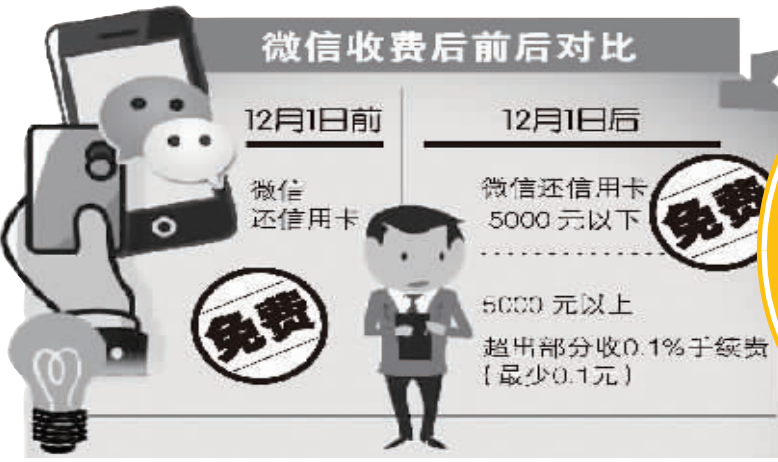 微信收费后前后对比
12月1日前
微信
还信用卡
免费
12月1日后
微信还信用卡
5000元以下
免费
5000元以上
超出部分收0.1%手续费
(最少0.1元)